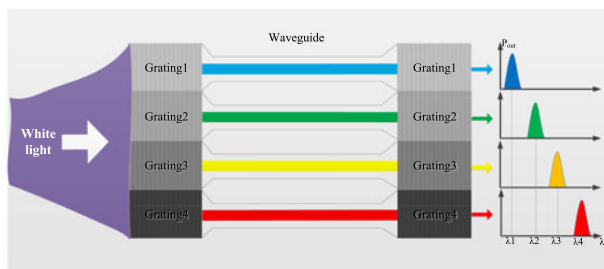 Waveguide
White
light
Grating1
Grating2
Grating3
Grating4
Grating1
Grating2
Grating3
Grating4
Pout
λ1 λ2 λ3 λ4 λ